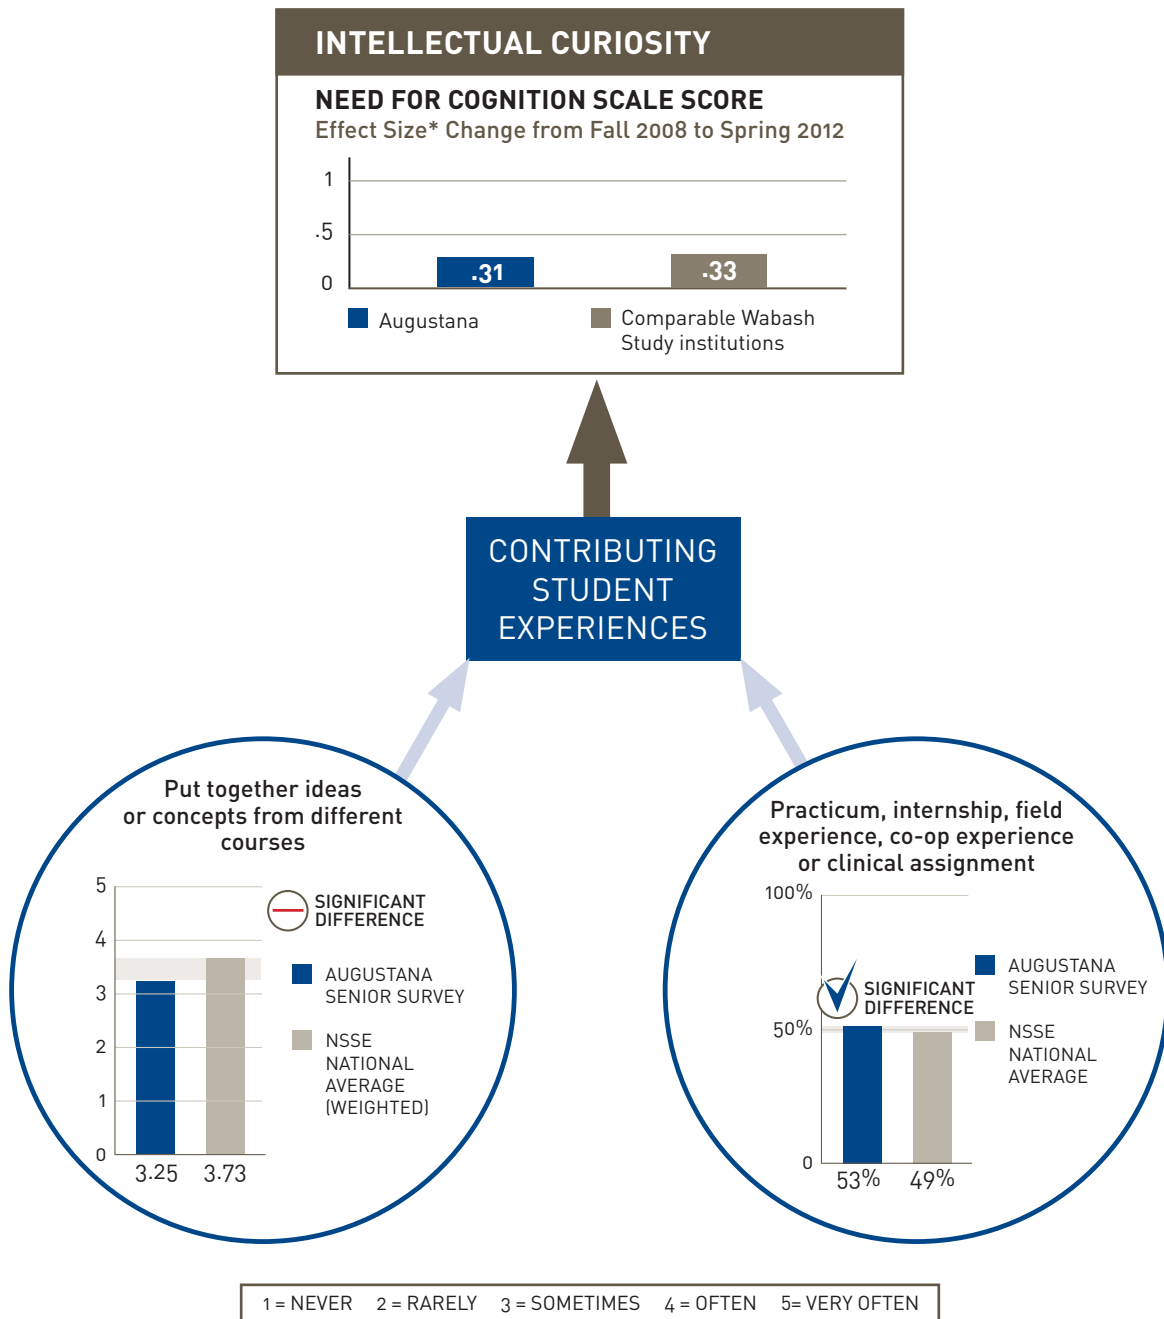 INTELLECTUAL CURIOSITY
NEED FOR COGNITION SCALE SCORE
Effect Size* Change from Fall 2008 to Spring 2012
1
.5
0
.31
.33
Augustana
Comparable Wabash
Study institutions
CONTRIBUTING
STUDENT
EXPERIENCES
Put together ideas
or concepts from different
courses
5
4
3
2
1
0
SIGNIFICANT
DIFFERENCE
AUGUSTANA
SENIOR SURVEY
NSSE
NATIONAL
AVERAGE
(WEIGHTED)
3.25
3.73
Practicum, internship, field
experience, co-op experience
or clinical assignment
100%
50%
0
SIGNIFICANT
DIFFERENCE
AUGUSTANA
SENIOR SURVEY
NSSE
NATIONAL
AVERAGE
53%
49%
1 = NEVER 2 = RARELY 3 = SOMETIMES 4 = OFTEN 5= VERY OFTEN